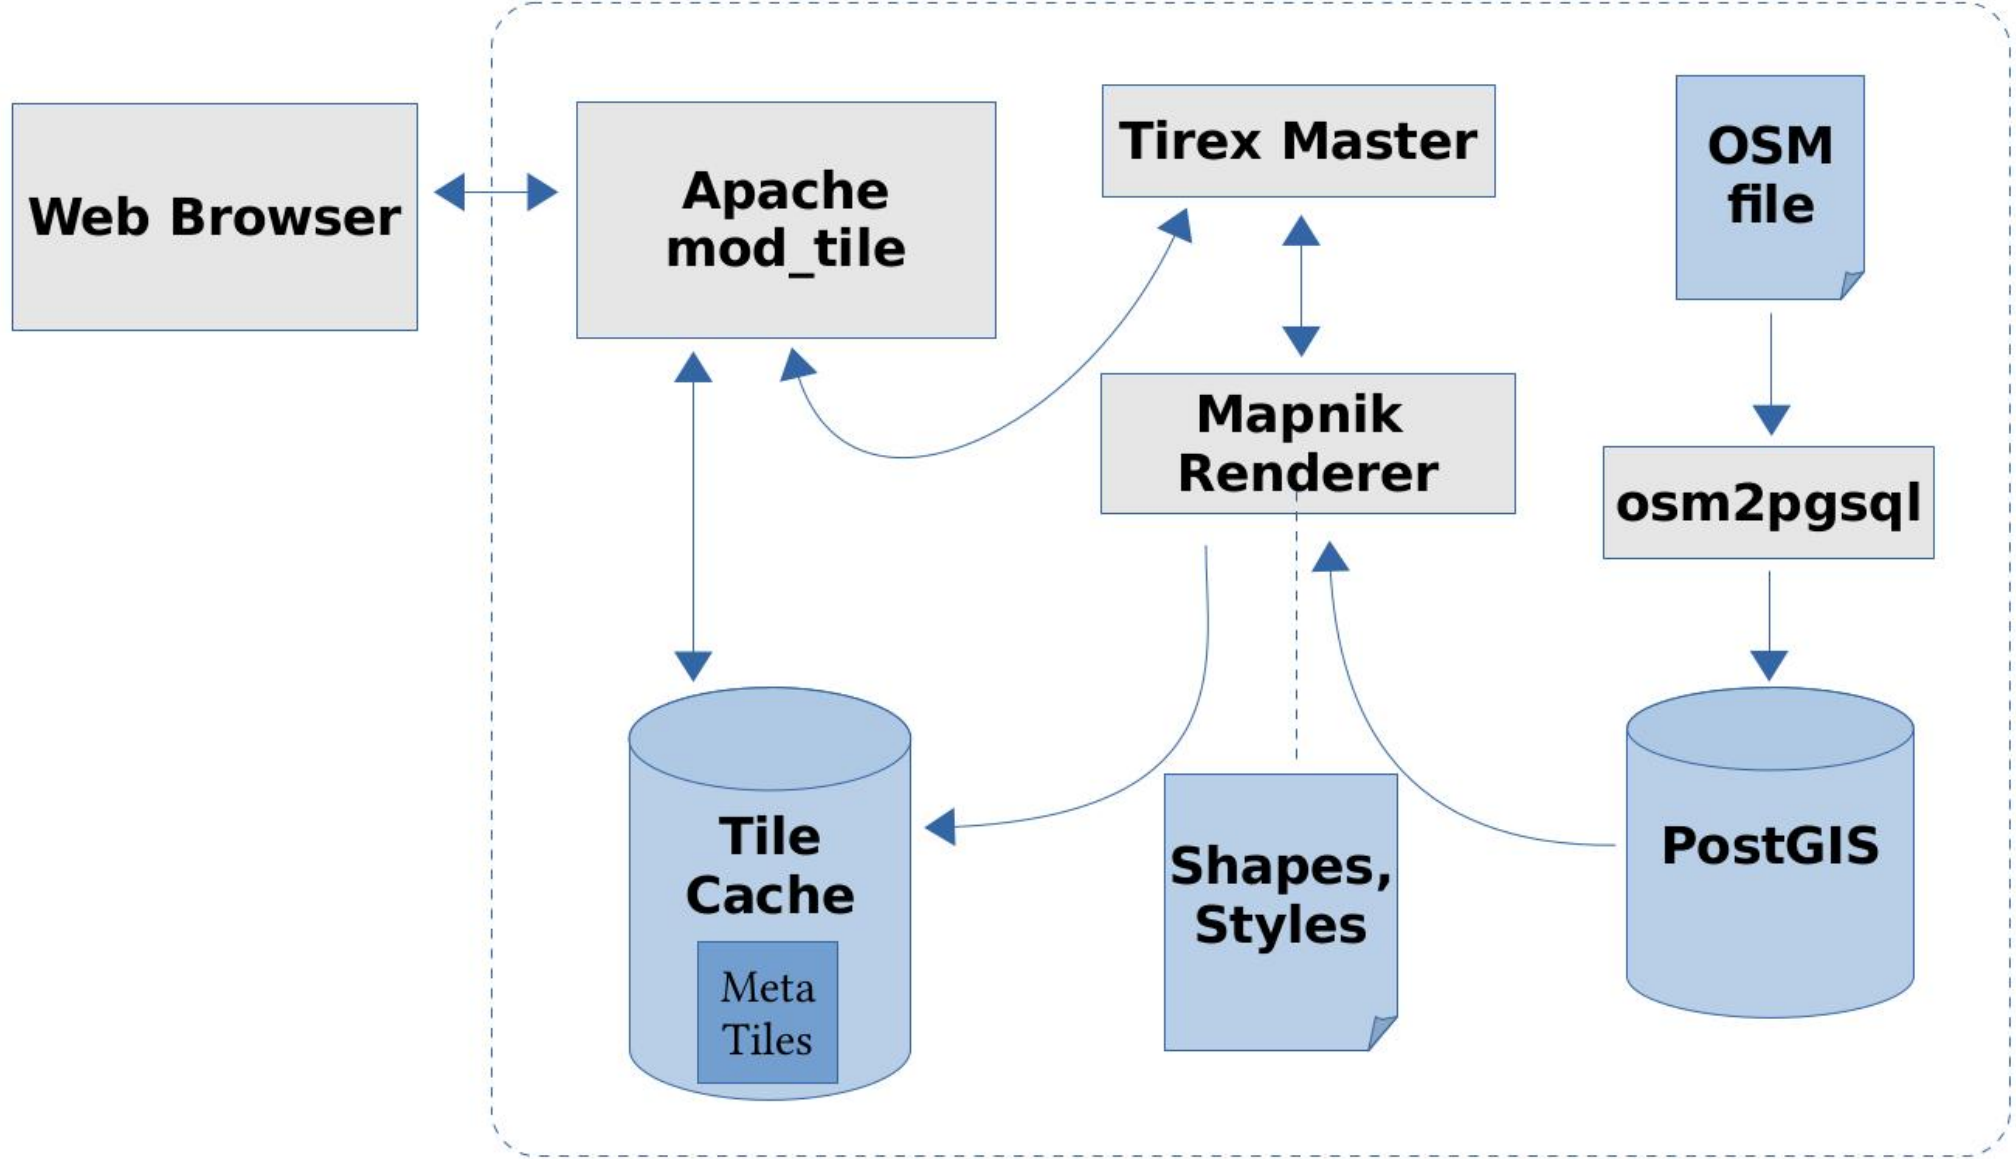 Web Browser
Apache
mod_tile
Tirex Master
OSM
file
Mapnik
Renderer
osm2pgsql
Tile
Cache
Meta
Tiles
Shapes,
Styles
PostGIS